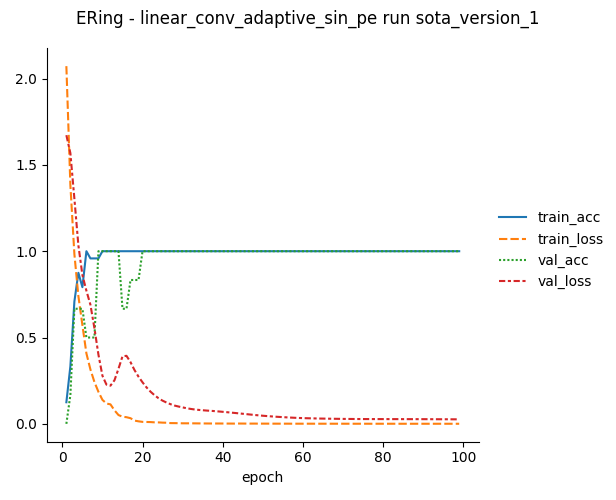 ERing - linear_conv_adaptive_sin_pe run sota_version_1
2.0
1.5
1.0
0.5
0.0
0 20 40 60 80 100
epoch
train_acc
train_loss
val_acc
val_loss